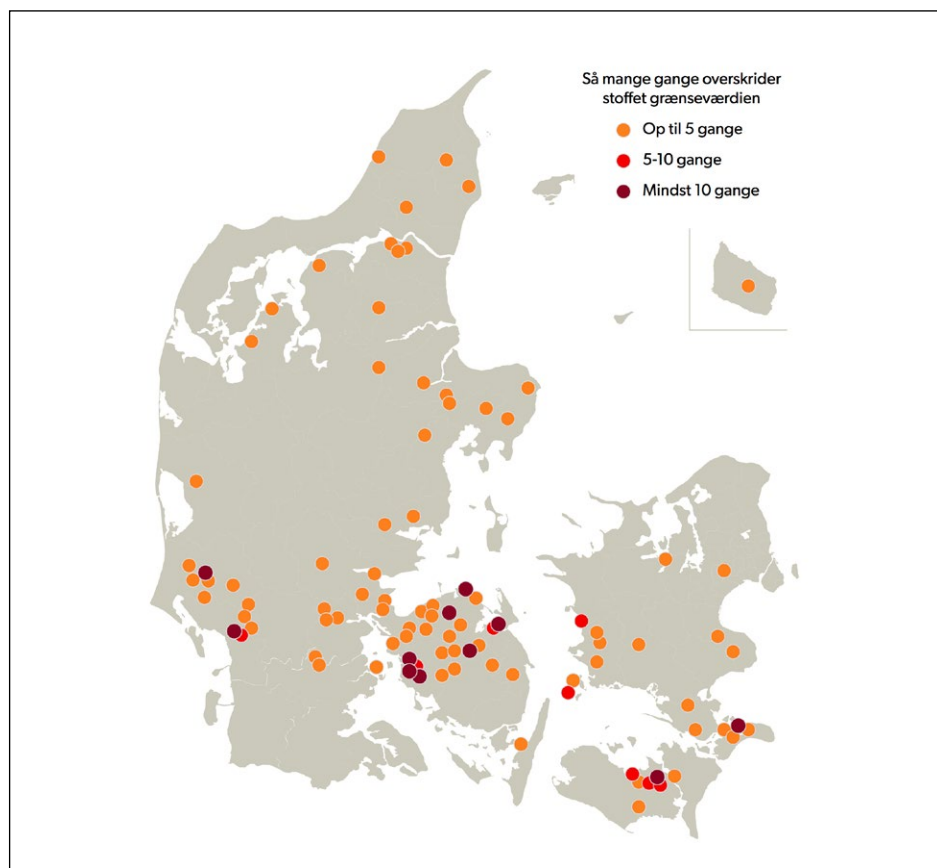 Så mange gange overskrider
stoffet grænseværdien
Op til 5 gange
5-10 gange
Mindst 10 gange